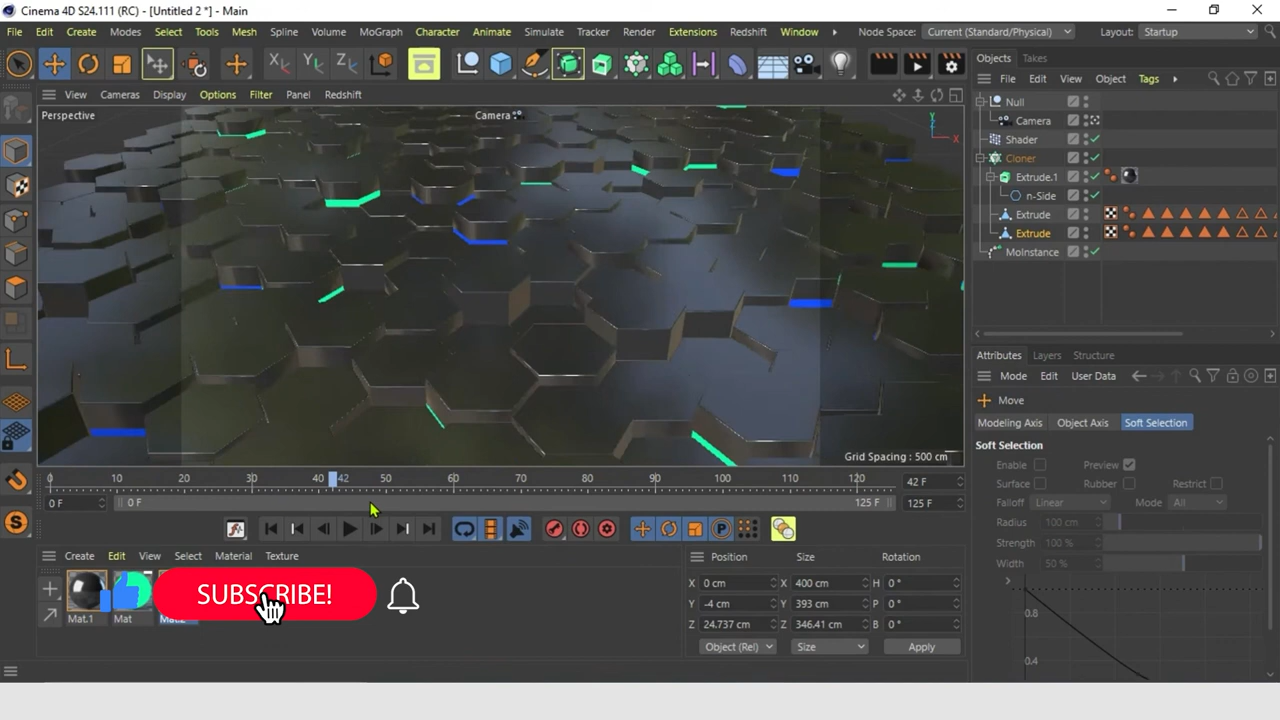 Cinema 4D S24.111 (RC) - [Untitled 2 *] - Main
File Edit Create Modes Select Tools Mesh Spline Volume MoGraph Character Animate Simulate Tracker Render Extensions Redshift Window Node Space: Current (Standard/Physical) Layout: Startup
X Y Z
Objects Takes
View Cameras Display Options Filter Panel Redshift
File Edit View Object Tags
Perspective
Camera
Y
X
Null
Camera
Shader
Cloner
Extrude.1
n-Side
Extrude
Extrude
MoInstance
Attributes Layers Structure
Mode Edit User Data
Move
Modeling Axis Object Axis Soft Selection
Soft Selection
Enable Preview
Surface Rubber Restrict
Falloff Linear Mode All
Radius 100 cm
Strength 100 %
Width 50 %
0.8
0.4
Grid Spacing : 500 cm
0 10 20 30 40 42 50 60 70 80 90 100 110 120 42 F
0 F 0 F 125 F 125 F
P
S
Create Edit View Select Material Texture
Mat.1 Mat Mat.2
SUBSCRIBE!
Position Size Rotation
X 0 cm X 400 cm H 0 °
Y -4 cm Y 393 cm P 0 °
Z 24.737 cm Z 346.41 cm B 0 °
Object (Rel) Size Apply